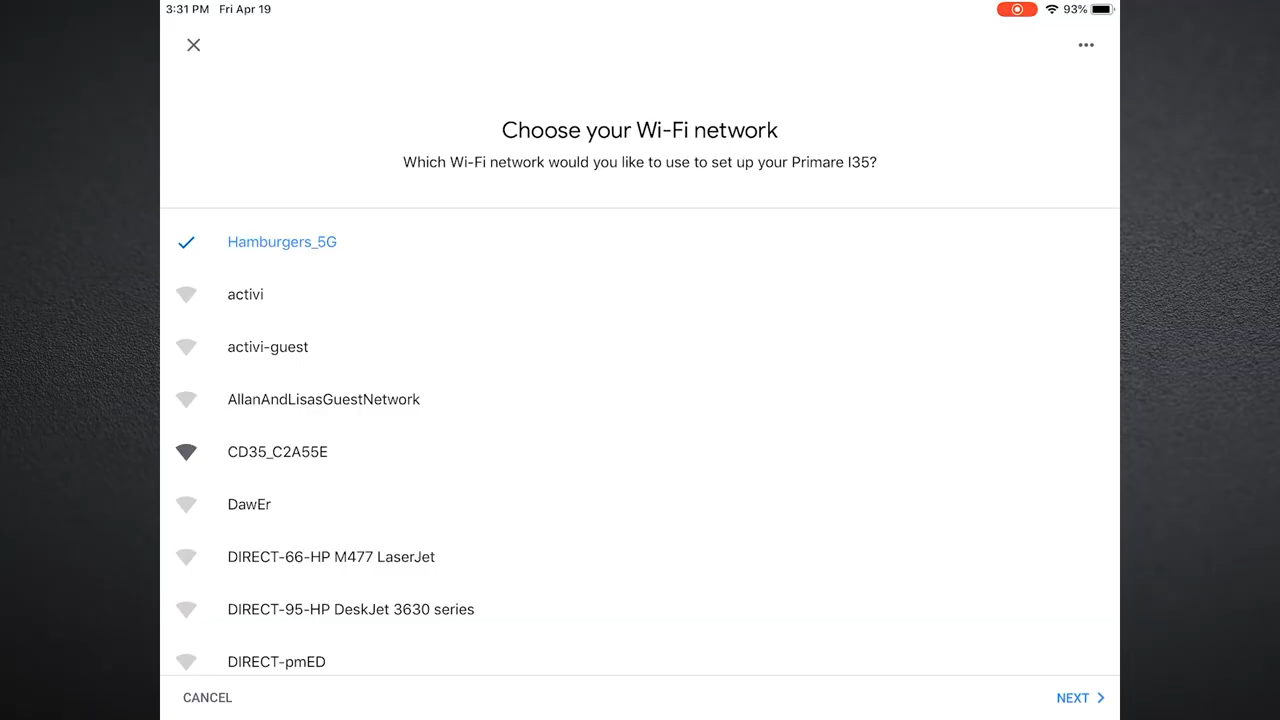 3:31 PM Fri Apr 19 93%
Choose your Wi-Fi network
Which Wi-Fi network would you like to use to set up your Primare I35?
Hamburgers_5G
activi
activi-guest
AllanAndLisasGuestNetwork
CD35_C2A55E
DawEr
DIRECT-66-HP M477 LaserJet
DIRECT-95-HP DeskJet 3630 series
DIRECT-pmED
CANCEL NEXT